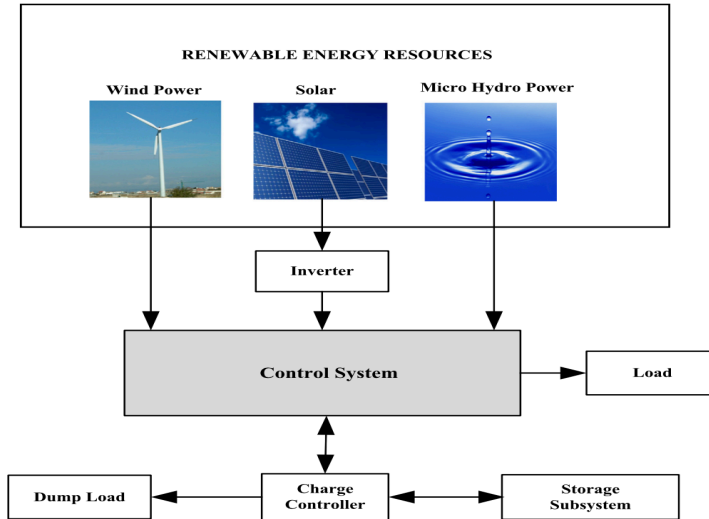 RENEWABLE ENERGY RESOURCES
Wind Power
Solar
Micro Hydro Power
Inverter
Control System
Load
Dump Load
Charge
Controller
Storage
Subsystem